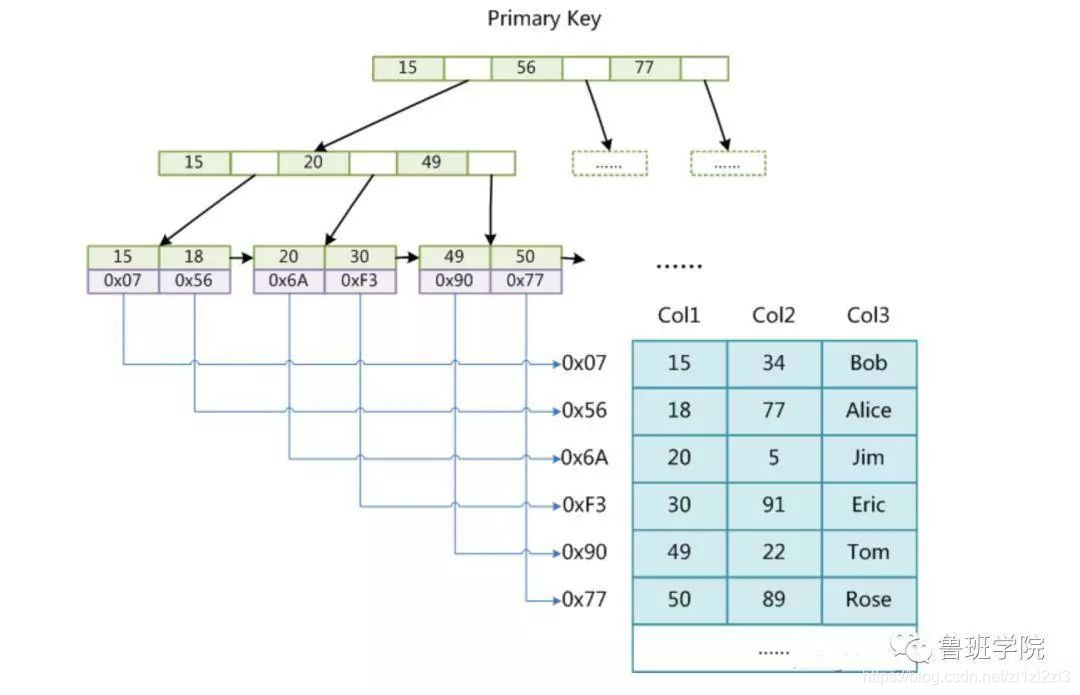 Primary Key
15 56 77
15 20 49 ...... ......
15 18 20 30 49 50
0x07 0x56 0x6A 0xF3 0x90 0x77 ......
Col1 Col2 Col3
0x07 15 34 Bob
0x56 18 77 Alice
0x6A 20 5 Jim
0xF3 30 91 Eric
0x90 49 22 Tom
0x77 50 89 Rose
......
鲁班学院
https://blog.csdn.net/zl1zl2zl3